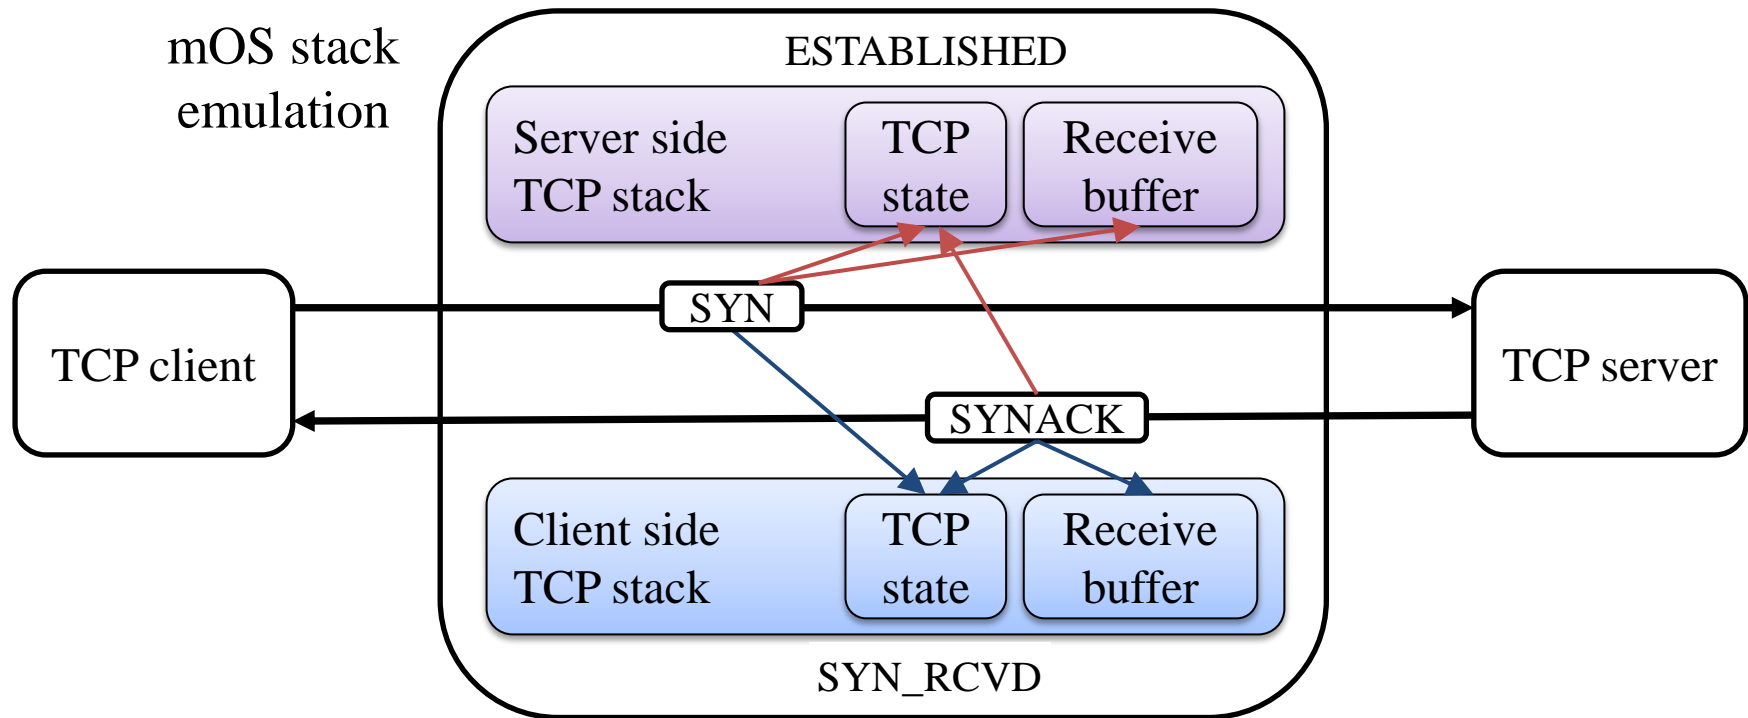 mOS stack
emulation
ESTABLISHED
Server side
TCP stack
TCP
state
Receive
buffer
SYN
TCP client
TCP server
SYNACK
Client side
TCP stack
TCP
state
Receive
buffer
SYN_RCVD